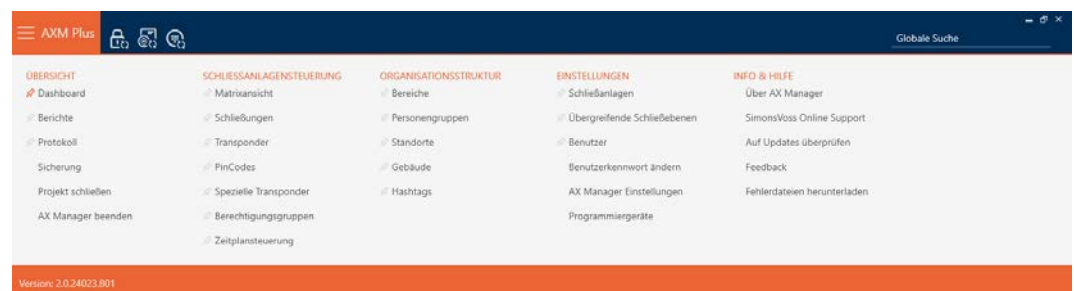 AXM Plus
Globale Suche
ÜBERSICHT
Dashboard
Berichte
Protokoll
Sicherung
Projekt schließen
AX Manager beenden
SCHLIESSANLAGENSTEUERUNG
Matrixansicht
Schließungen
Transponder
PinCodes
Spezielle Transponder
Berechtigungsgruppen
Zeitplansteuerung
ORGANISATIONSSTRUKTUR
Bereiche
Personengruppen
Standorte
Gebäude
Hashtags
EINSTELLUNGEN
Schließanlagen
Übergreifende Schließebenen
Benutzer
Benutzerkennwort ändern
AX Manager Einstellungen
Programmiergeräte
INFO & HILFE
Über AX Manager
SimonsVoss Online Support
Auf Updates überprüfen
Feedback
Fehlerdateien herunterladen
Version: 2.0.24023.801